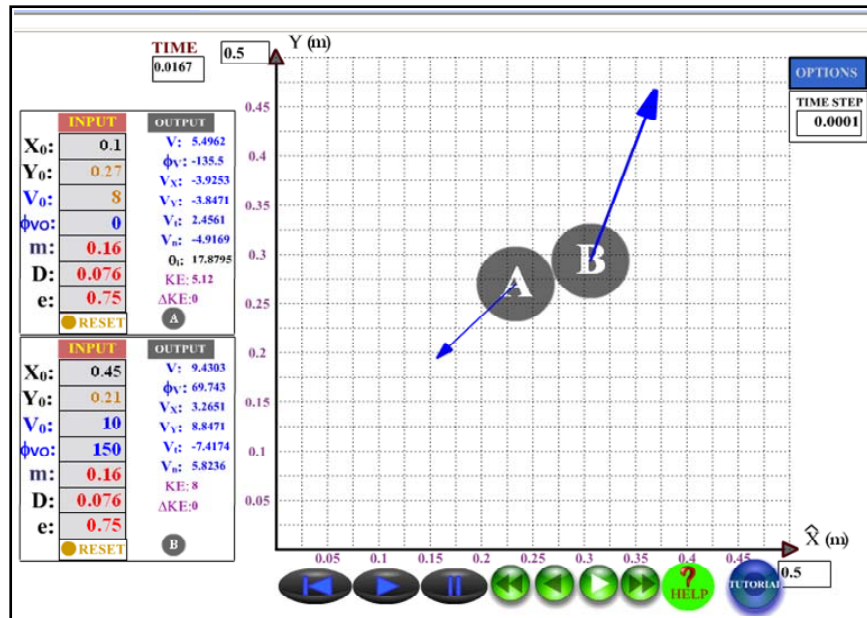 TIME
0.0167
0.5
Y (m)
OPTIONS
TIME STEP
0.0001
INPUT
OUTPUT
X₀: 0.1
Y₀: 0.27
V₀: 8
ϕvo: 0
m: 0.16
D: 0.076
e: 0.75
RESET
V: 5.4962
ϕV: -135.5
VX: -3.9253
VY: -3.8471
Vt: 2.4561
Vn: -4.9169
θi: 17.8795
KE: 5.12
ΔKE:0
A
INPUT
OUTPUT
X₀: 0.45
Y₀: 0.21
V₀: 10
ϕvo: 150
m: 0.16
D: 0.076
e: 0.75
RESET
V: 9.4303
ϕV: 69.743
VX: 3.2651
VY: 8.8471
Vt: -7.4174
Vn: 5.8236
KE: 8
ΔKE:0
B
0.45
0.4
0.35
0.3
0.25
0.2
0.15
0.1
0.05
A
B
0.05 0.1 0.15 0.2 0.25 0.3 0.35 0.4 0.45
X̂ (m)
0.5
?
HELP
TUTORIAL